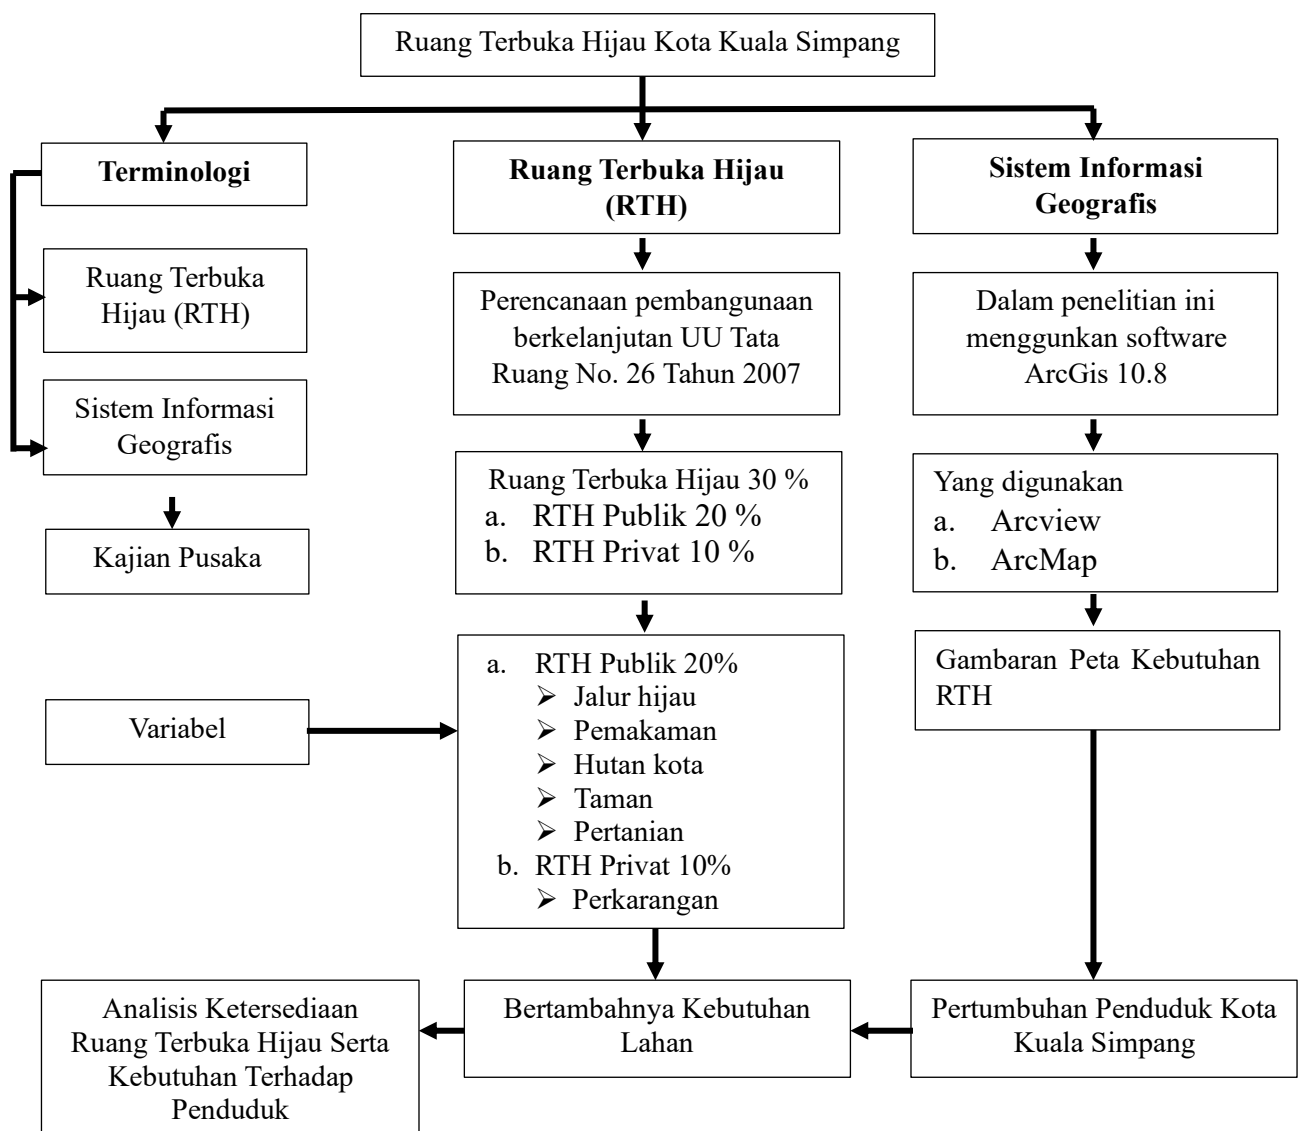 Ruang Terbuka Hijau Kota Kuala Simpang
Terminologi
Ruang Terbuka
Hijau (RTH)
Sistem Informasi
Geografis
Kajian Pusaka
Variabel
Ruang Terbuka Hijau
(RTH)
Perencanaan pembangunaan
berkelanjutan UU Tata
Ruang No. 26 Tahun 2007
Ruang Terbuka Hijau 30 %
a. RTH Publik 20 %
b. RTH Privat 10 %
a. RTH Publik 20%
➢ Jalur hijau
➢ Pemakaman
➢ Hutan kota
➢ Taman
➢ Pertanian
b. RTH Privat 10%
➢ Perkarangan
Sistem Informasi
Geografis
Dalam penelitian ini
menggunkan software
ArcGis 10.8
Yang digunakan
a. Arcview
b. ArcMap
Gambaran Peta Kebutuhan
RTH
Pertumbuhan Penduduk Kota
Kuala Simpang
Bertambahnya Kebutuhan
Lahan
Analisis Ketersediaan
Ruang Terbuka Hijau Serta
Kebutuhan Terhadap
Penduduk